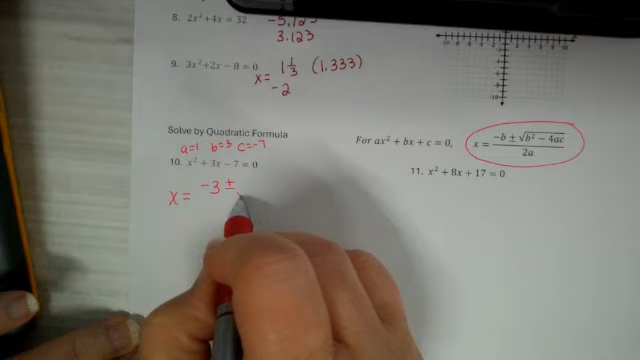 8. 2x² + 4x = 32
-5.123
3.123
9. 3x² + 2x − 8 = 0
x = 1 1/3 (1.333)
-2
Solve by Quadratic Formula
For ax² + bx + c = 0, x = (−b ± √(b² − 4ac)) / 2a
a=1 b=3 c=-7
10. x² + 3x − 7 = 0
11. x² + 8x + 17 = 0
x = -3 ±